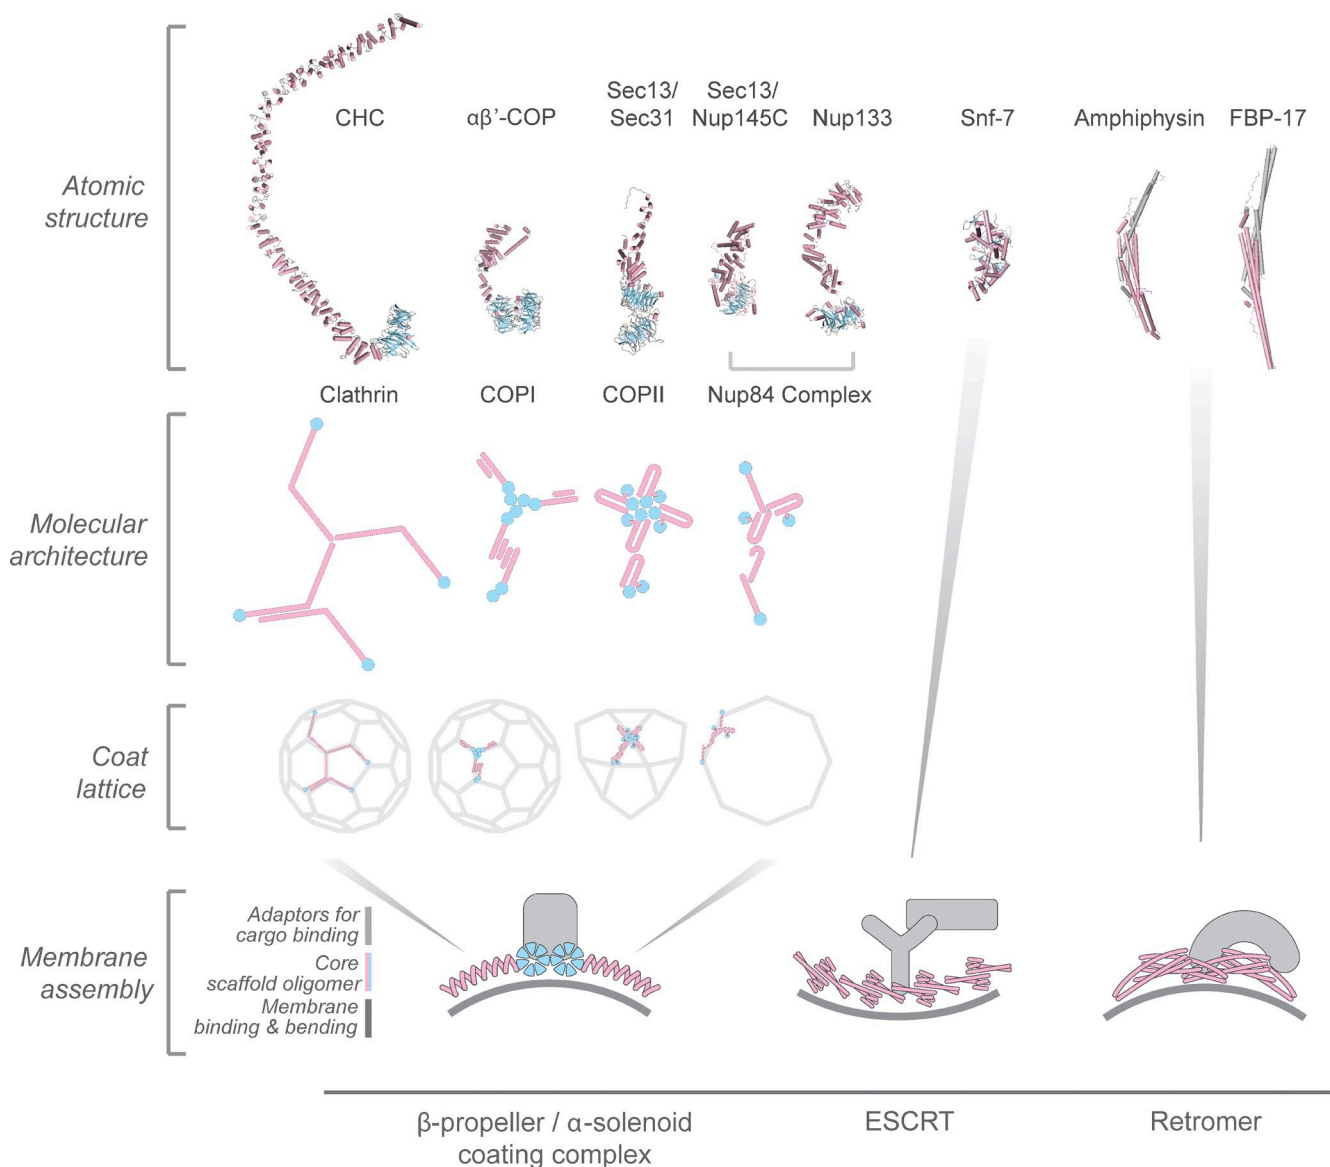 Atomic
structure
CHC
αβ'-COP
Sec13/
Sec31
Sec13/
Nup145C
Nup133
Snf-7
Amphiphysin
FBP-17
Molecular
architecture
Clathrin
COPI
COPII
Nup84 Complex
Coat
lattice
Membrane
assembly
Adaptors for
cargo binding
Core
scaffold oligomer
Membrane
binding & bending
β-propeller / α-solenoid
coating complex
ESCRT
Retromer